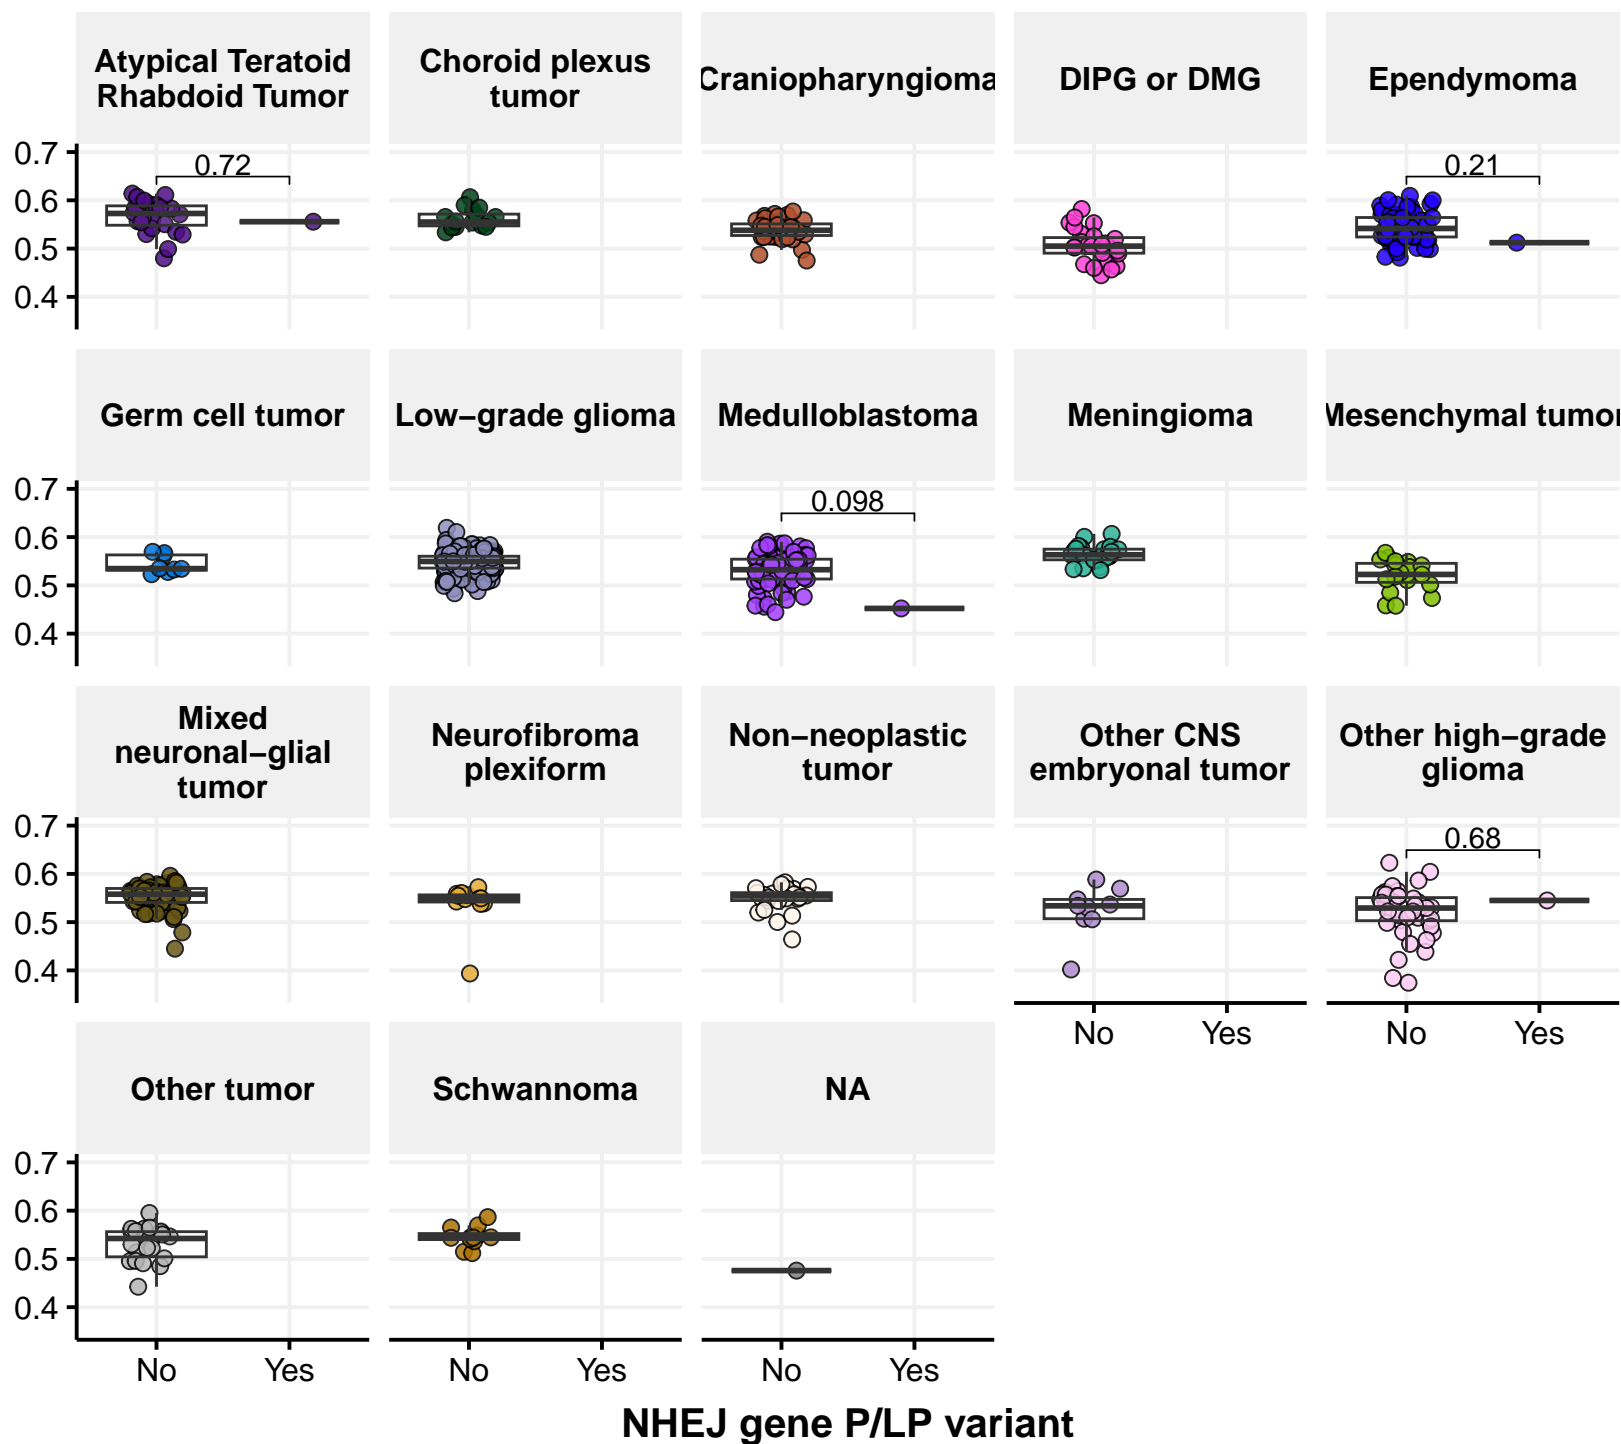 Atypical Teratoid
Rhabdoid Tumor
Choroid plexus
tumor
Craniopharyngioma
DIPG or DMG
Ependymoma
0.7
0.6
0.5
0.4
0.72
0.21
Germ cell tumor
Low−grade glioma
Medulloblastoma
Meningioma
Mesenchymal tumor
0.7
0.6
0.5
0.4
0.098
Mixed
neuronal−glial
tumor
Neurofibroma
plexiform
Non−neoplastic
tumor
Other CNS
embryonal tumor
Other high−grade
glioma
0.7
0.6
0.5
0.4
0.68
No
Yes
No
Yes
Other tumor
Schwannoma
NA
0.7
0.6
0.5
0.4
No
Yes
No
Yes
No
Yes
NHEJ gene P/LP variant